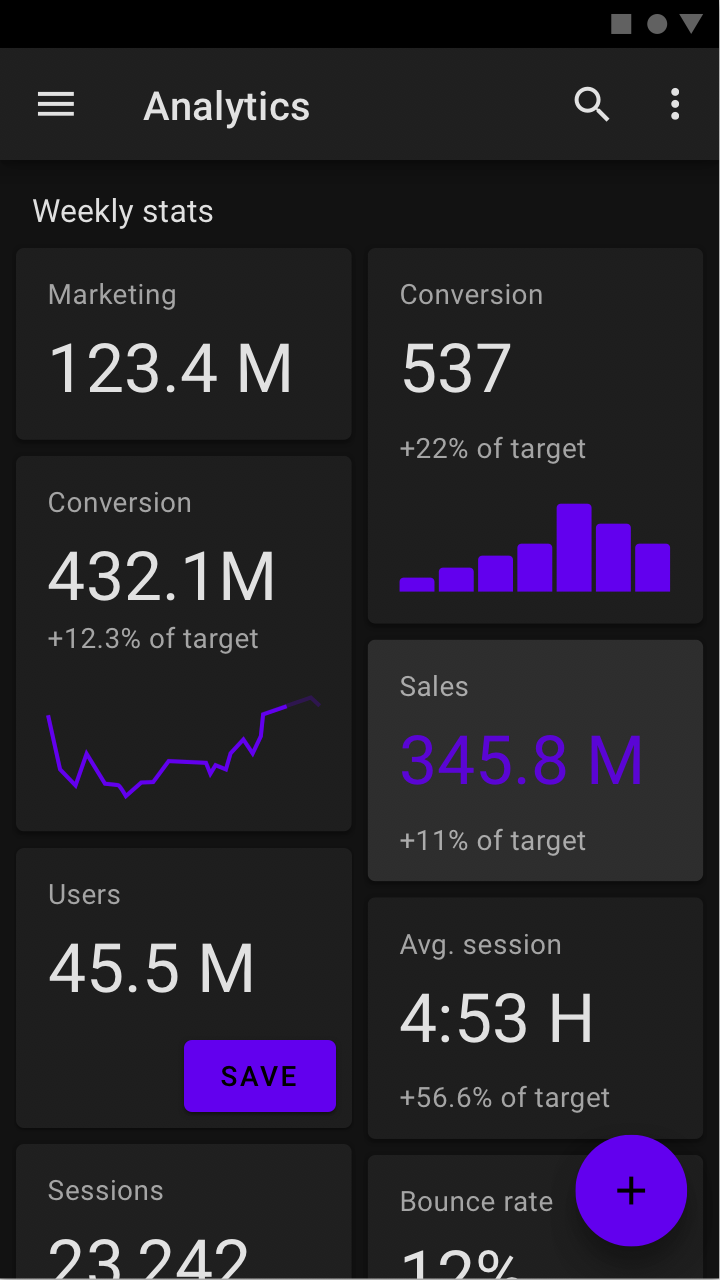 Analytics
Weekly stats
Marketing
123.4 M
Conversion
432.1M
+12.3% of target
Users
45.5 M
SAVE
Sessions
23,242
Conversion
537
+22% of target
Sales
345.8 M
+11% of target
Avg. session
4:53 H
+56.6% of target
Bounce rate
12%